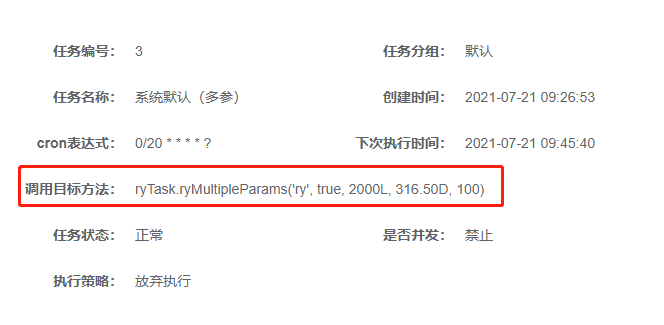 任务编号： 3 任务分组： 默认
任务名称： 系统默认（多参） 创建时间： 2021-07-21 09:26:53
cron表达式： 0/20 * * * * ? 下次执行时间： 2021-07-21 09:45:40
调用目标方法： ryTask.ryMultipleParams('ry', true, 2000L, 316.50D, 100)
任务状态： 正常 是否并发： 禁止
执行策略： 放弃执行